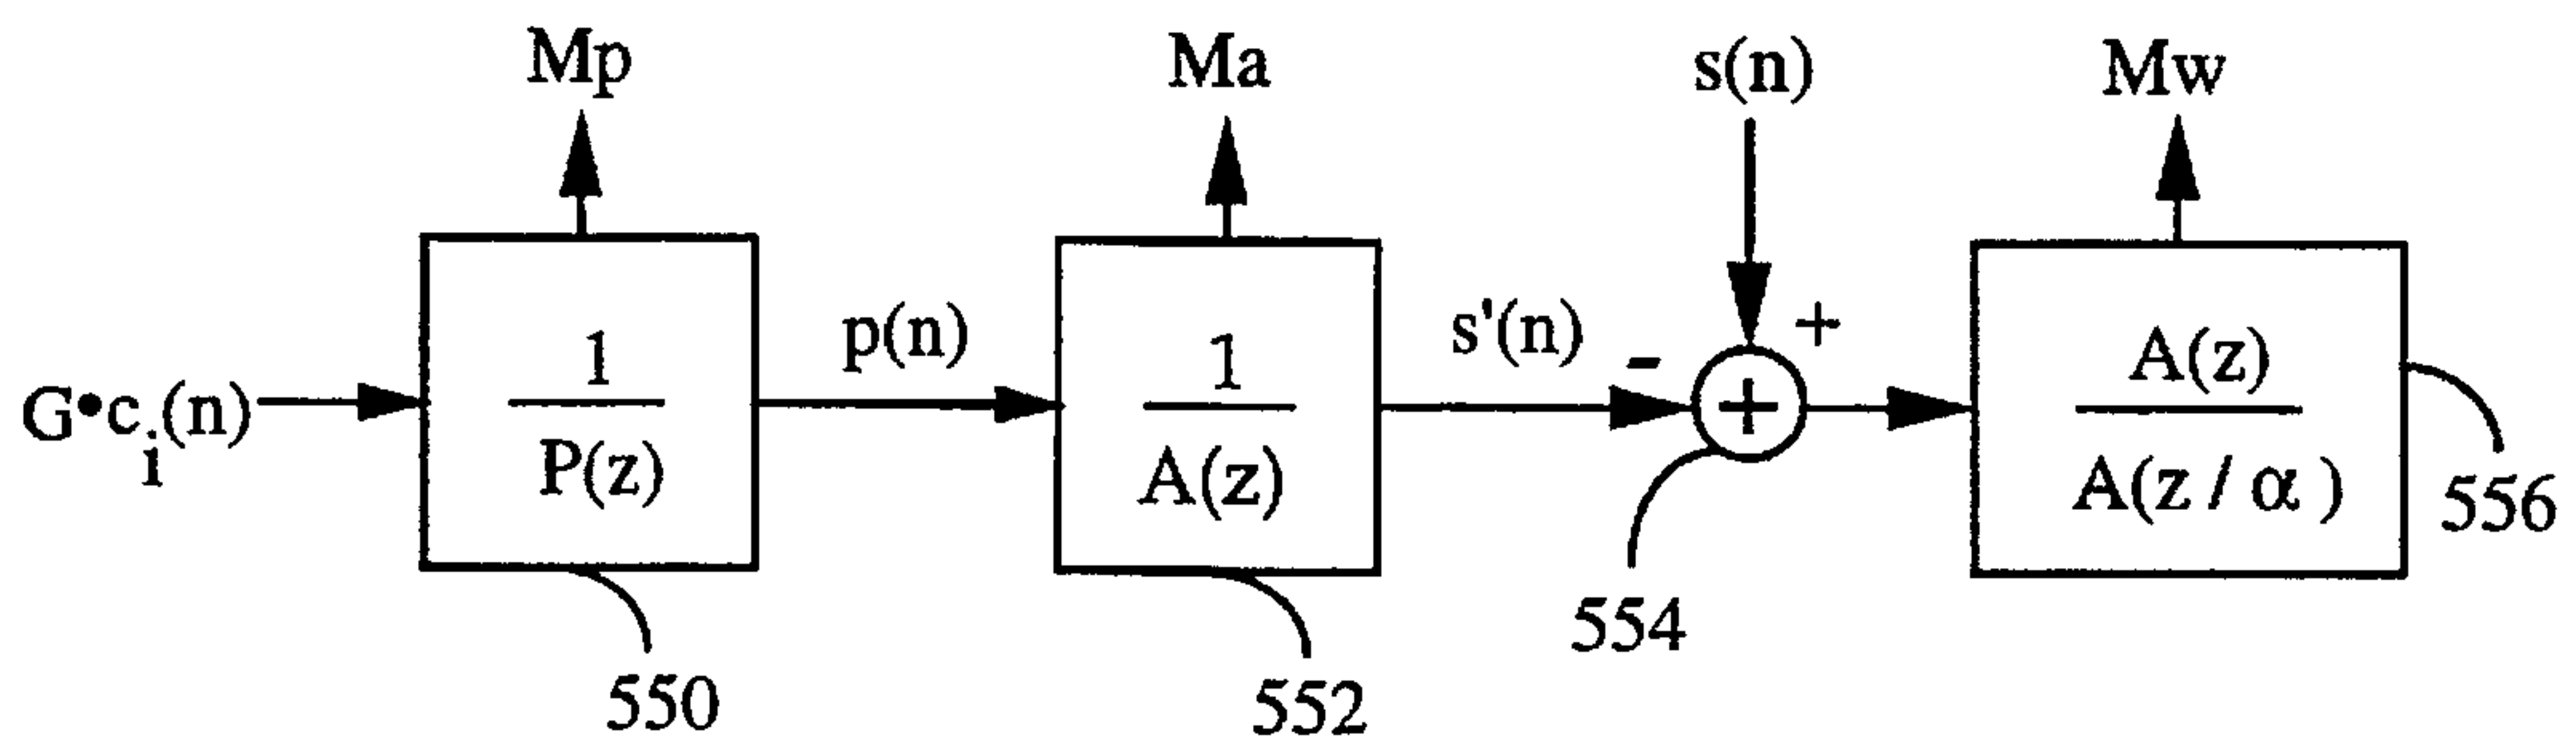 Mp
Ma
s(n)
Mw
G•c_i(n)
1
P(z)
p(n)
1
A(z)
s'(n)
-
+
+
A(z)
A(z / α )
550
552
554
556